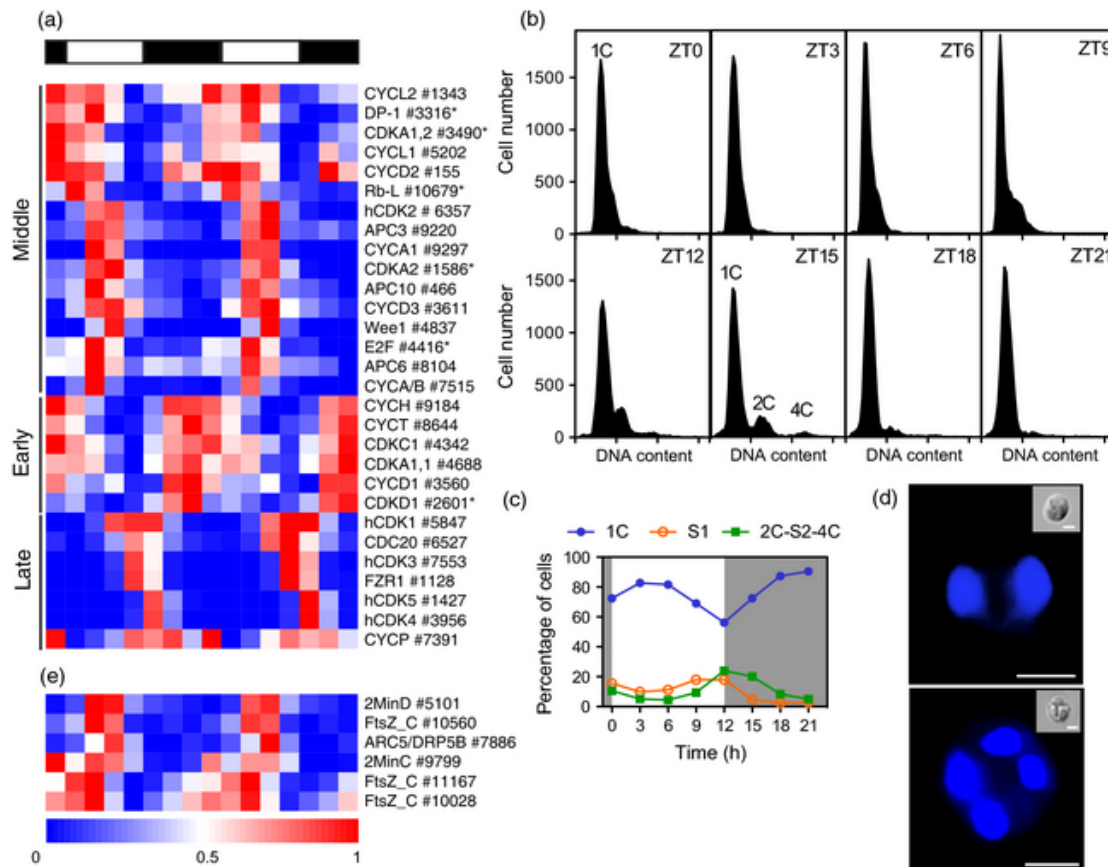 (a)
Middle
CYCL2 #1343
DP-1 #3316*
CDKA1,2 #3490*
CYCL1 #5202
CYCD2 #155
Rb-L #10679*
hCDK2 # 6357
APC3 #9220
CYCA1 #9297
CDKA2 #1586*
APC10 #466
CYCD3 #3611
Wee1 #4837
E2F #4416*
APC6 #8104
CYCA/B #7515
Early
CYCH #9184
CYCT #8644
CDKC1 #4342
CDKA1,1 #4688
CYCD1 #3560
CDKD1 #2601*
Late
hCDK1 #5847
CDC20 #6527
hCDK3 #7553
FZR1 #1128
hCDK5 #1427
hCDK4 #3956
CYCP #7391
(b)
Cell number
1500
1000
500
0
1C
ZT0
ZT3
ZT6
ZT9
Cell number
1500
1000
500
0
ZT12
1C
2C
4C
ZT15
ZT18
ZT21
DNA content
DNA content
DNA content
DNA content
(c)
1C
S1
2C-S2-4C
Percentage of cells
100
80
60
40
20
0
0 3 6 9 12 15 18 21
Time (h)
(d)
(e)
2MinD #5101
FtsZ_C #10560
ARC5/DRP5B #7886
2MinC #9799
FtsZ_C #11167
FtsZ_C #10028
0 0.5 1